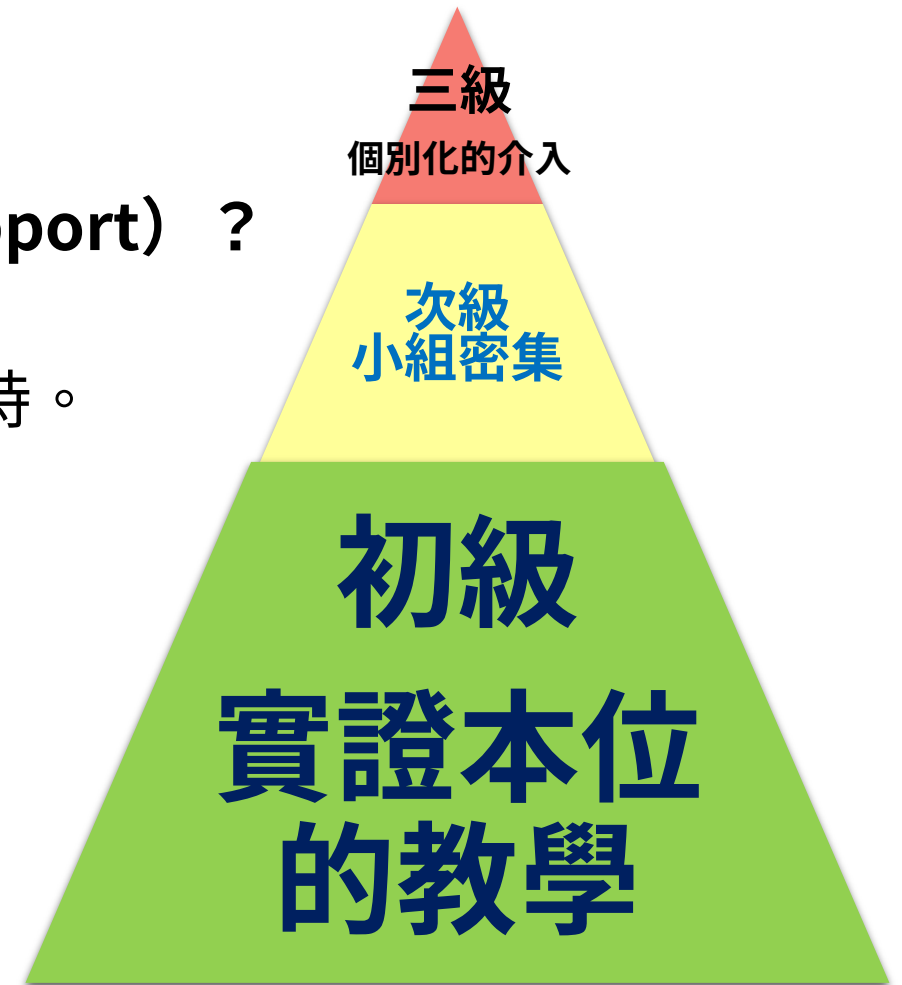 三級
個別化的介入
pport）？
次級
小組密集
時。
初級
實證本位
的教學